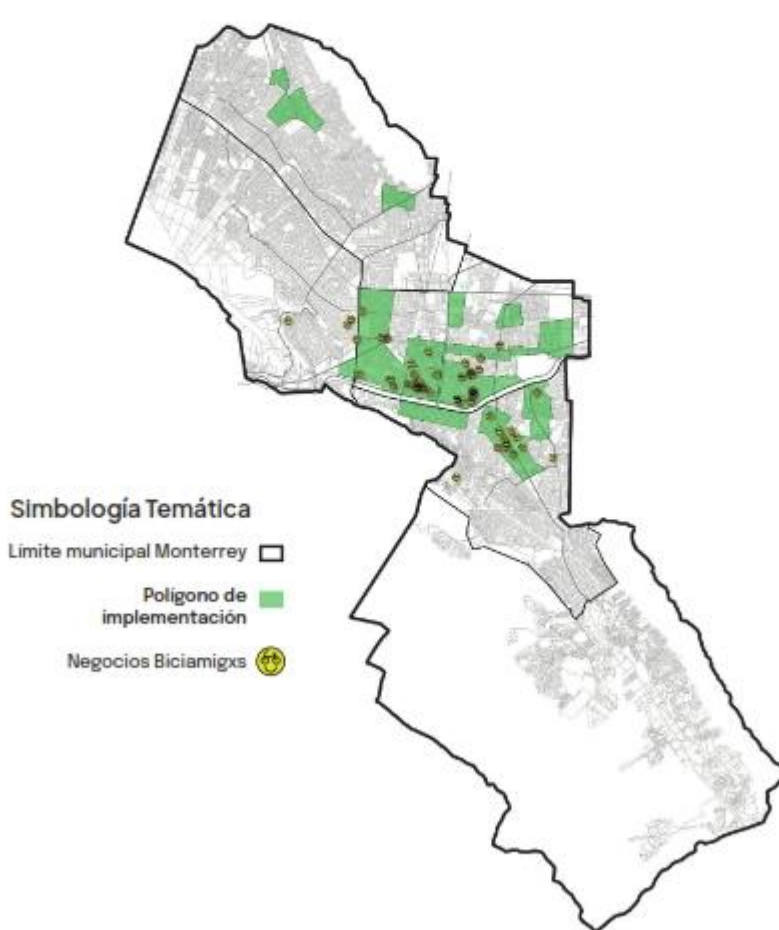 Simbología Temática
Límite municipal Monterrey
Polígono de
implementación
Negocios Biciamigxs